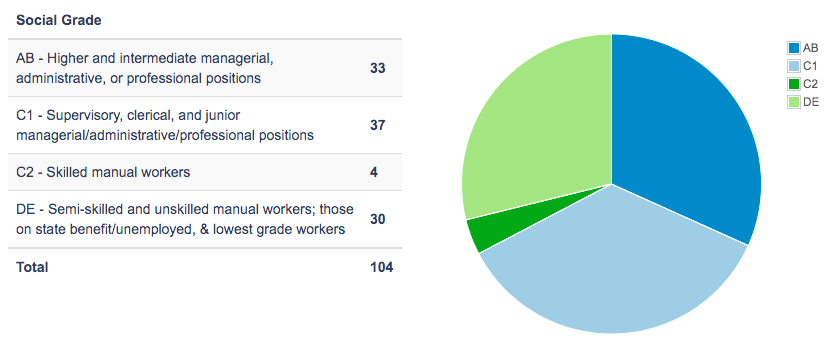 Social Grade
AB - Higher and intermediate managerial,
administrative, or professional positions
33
C1 - Supervisory, clerical, and junior
managerial/administrative/professional positions
37
C2 - Skilled manual workers
4
DE - Semi-skilled and unskilled manual workers; those
on state benefit/unemployed, & lowest grade workers
30
Total
104
AB
C1
C2
DE